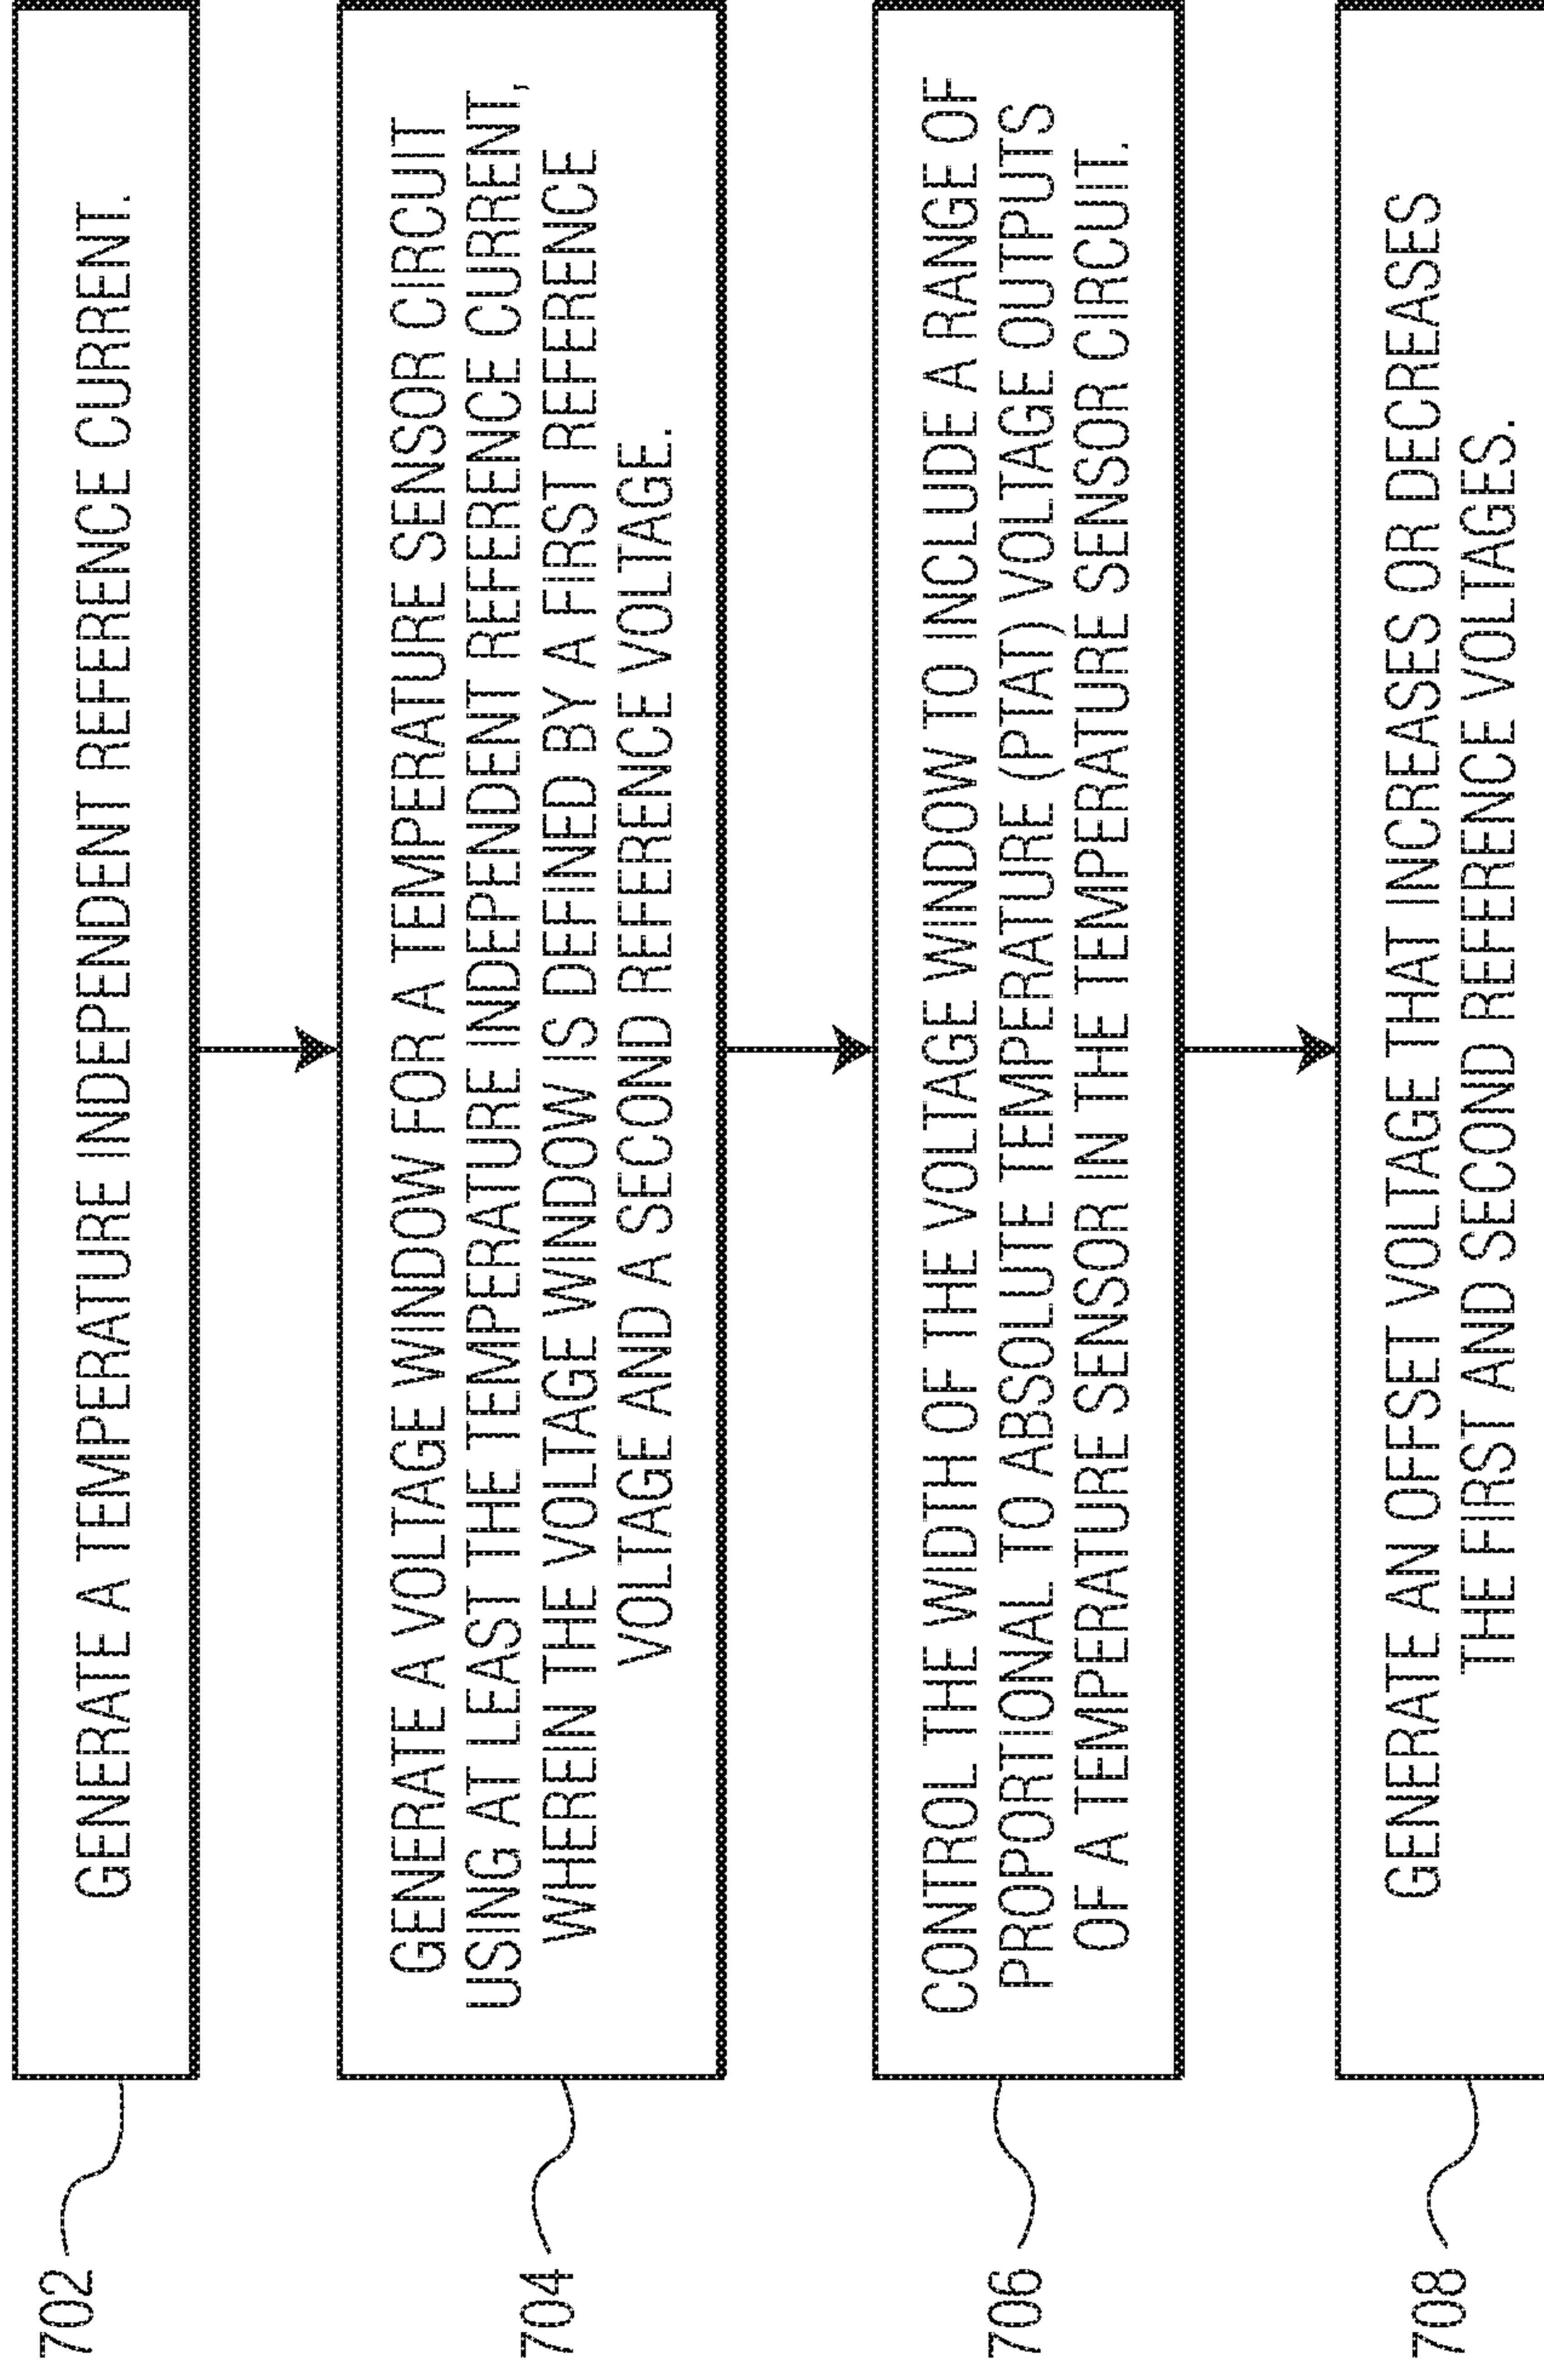 702
GENERATE A TEMPERATURE INDEPENDENT REFERENCE CURRENT.
704
GENERATE A VOLTAGE WINDOW FOR A TEMPERATURE SENSOR CIRCUIT
USING AT LEAST THE TEMPERATURE INDEPENDENT REFERENCE CURRENT,
WHEREIN THE VOLTAGE WINDOW IS DEFINED BY A FIRST REFERENCE
VOLTAGE AND A SECOND REFERENCE VOLTAGE.
706
CONTROL THE WIDTH OF THE VOLTAGE WINDOW TO INCLUDE A RANGE OF
PROPORTIONAL TO ABSOLUTE TEMPERATURE (PTAT) VOLTAGE OUTPUTS
OF A TEMPERATURE SENSOR IN THE TEMPERATURE SENSOR CIRCUIT.
708
GENERATE AN OFFSET VOLTAGE THAT INCREASES OR DECREASES
THE FIRST AND SECOND REFERENCE VOLTAGES.